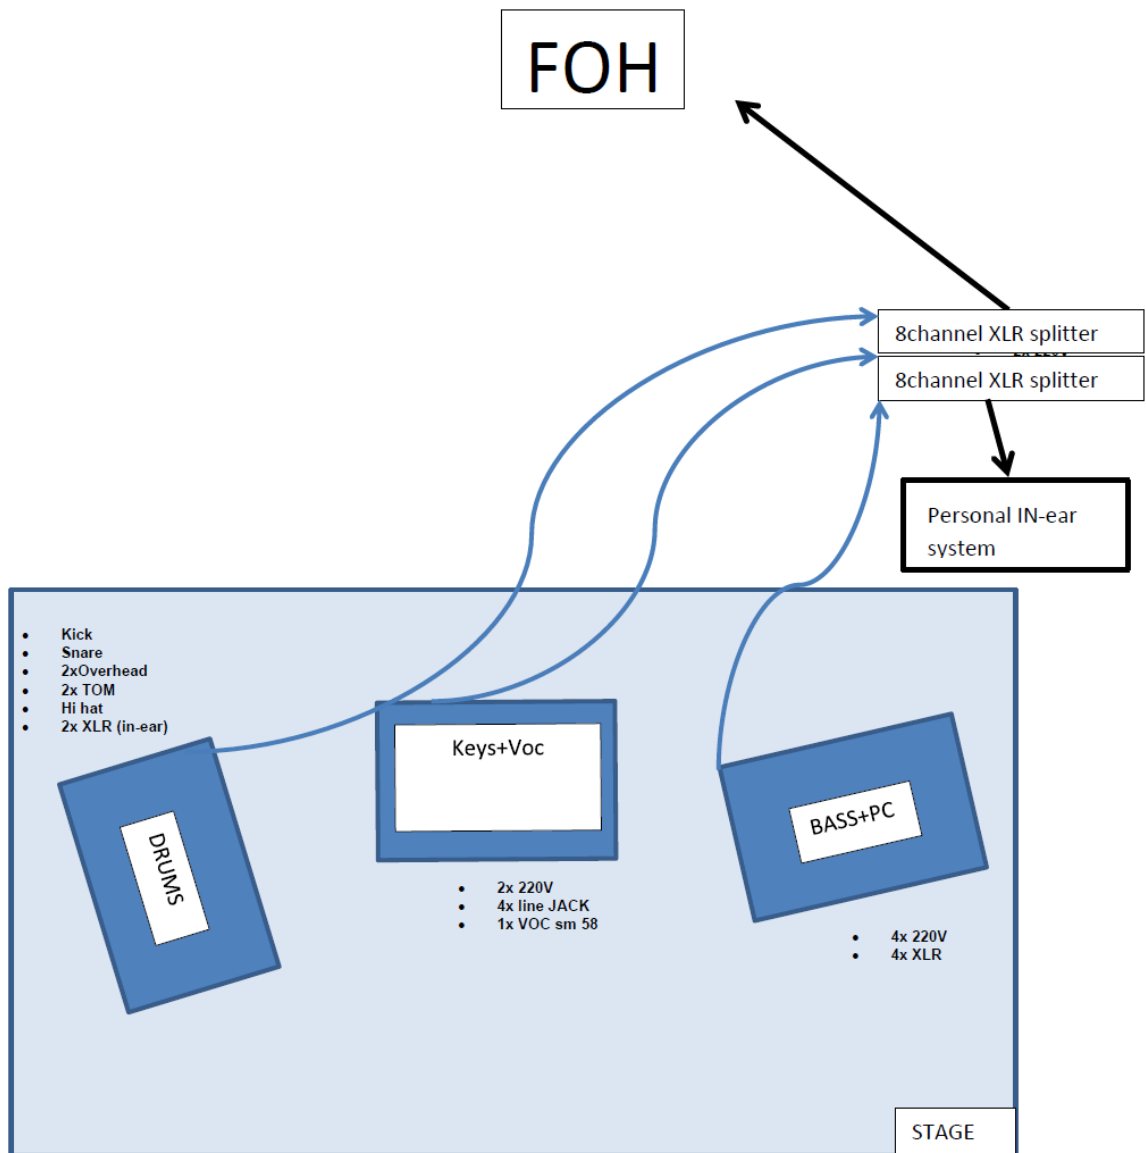 FOH
8channel XLR splitter
2x 220V
8channel XLR splitter
Personal IN-ear
system
Kick
Snare
2xOverhead
2x TOM
Hi hat
2x XLR (in-ear)
Keys+Voc
BASS+PC
DRUMS
2x 220V
4x line JACK
1x VOC sm 58
4x 220V
4x XLR
STAGE